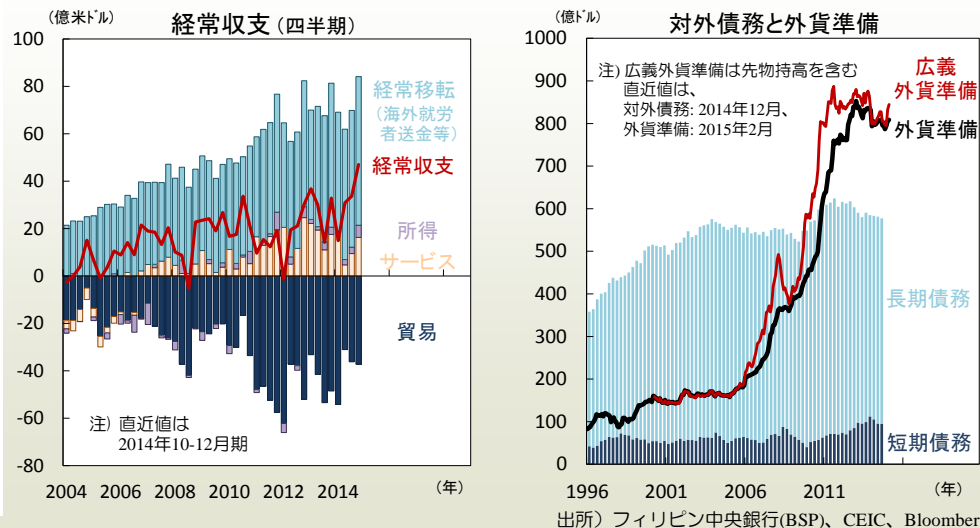 経常収支（四半期）
（億米ドル）
100
80
60
40
20
0
-20
-40
-60
-80
経常移転
（海外就労
者送金等）
経常収支
所得
サービス
貿易
注）直近値は
2014年10-12月期
2004 2006 2008 2010 2012 2014
（年）
対外債務と外貨準備
（億ドル）
1000
900
800
700
600
500
400
300
200
100
0
注）広義外貨準備は先物持高を含む
直近値は、
対外債務: 2014年12月、
外貨準備: 2015年2月
広義
外貨準備
外貨準備
長期債務
短期債務
1996 2001 2006 2011
（年）
出所）フィリピン中央銀行(BSP)、CEIC、Bloomber